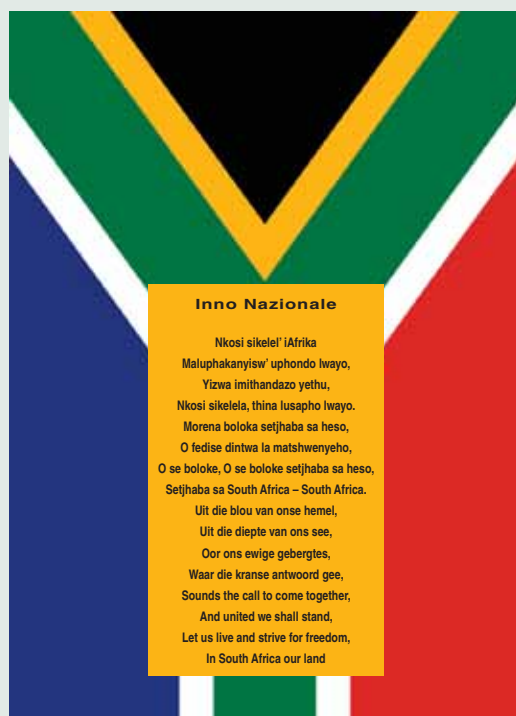 Inno Nazionale
Nkosi sikelel' iAfrika
Maluphakanyisw' uphondo lwayo,
Yizwa imithandazo yethu,
Nkosi sikelela, thina lusapho lwayo.
Morena boloka setjhaba sa heso,
O fedise dintwa la matshwenyeho,
O se boloke, O se boloke setjhaba sa heso,
Setjhaba sa South Africa – South Africa.
Uit die blou van onse hemel,
Uit die diepte van ons see,
Oor ons ewige gebergtes,
Waar die kranse antwoord gee,
Sounds the call to come together,
And united we shall stand,
Let us live and strive for freedom,
In South Africa our land